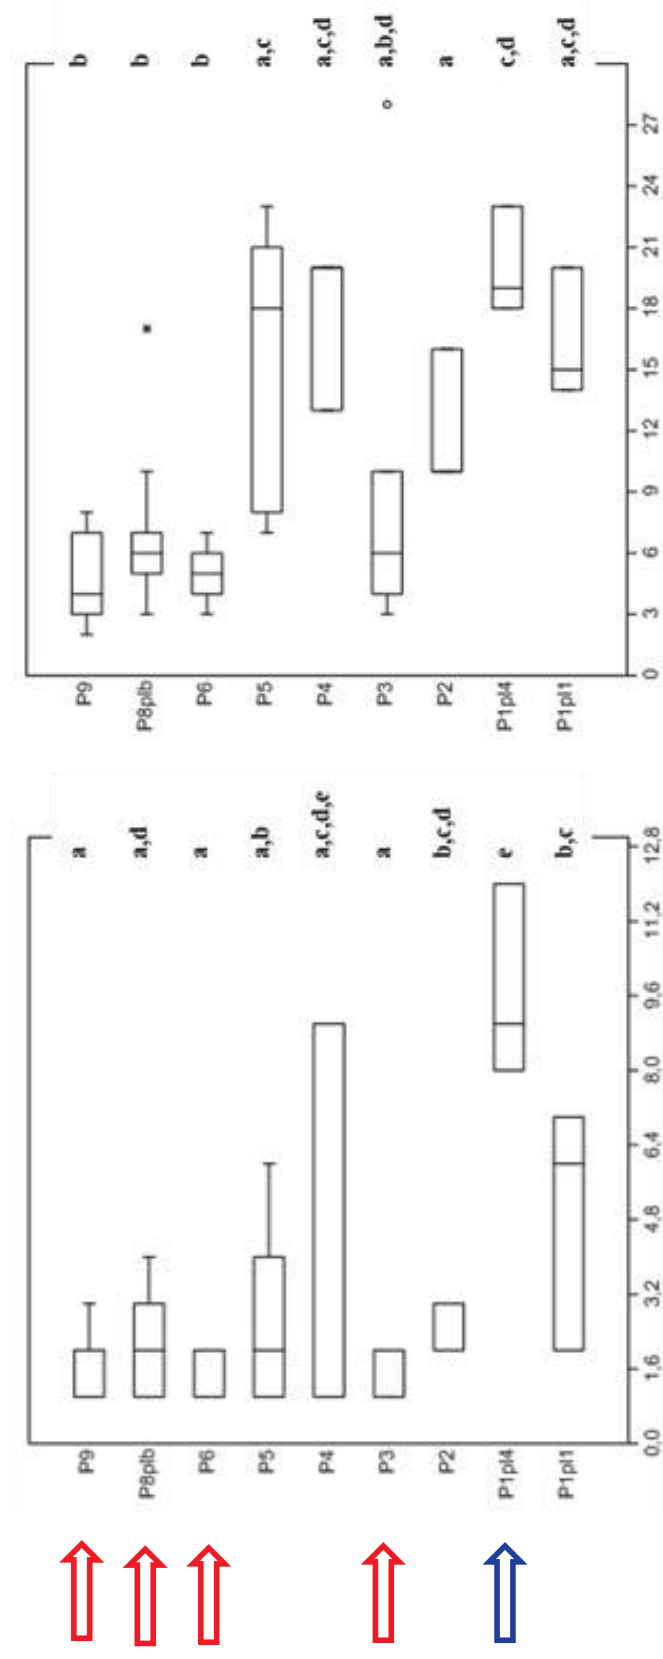 b
b
b
a,c
a,c,d
a,b,d
a
c,d
a,c,d
0
3
6
9
12
15
18
21
24
27
P9
P8plb
P6
P5
P4
P3
P2
P1pl4
P1pl1
a
a,d
a
a,b
a,c,d,e
a
b,c,d
e
b,c
0,0
1,6
3,2
4,8
6,4
8,0
9,6
11,2
12,8
P9
P8plb
P6
P5
P4
P3
P2
P1pl4
P1pl1